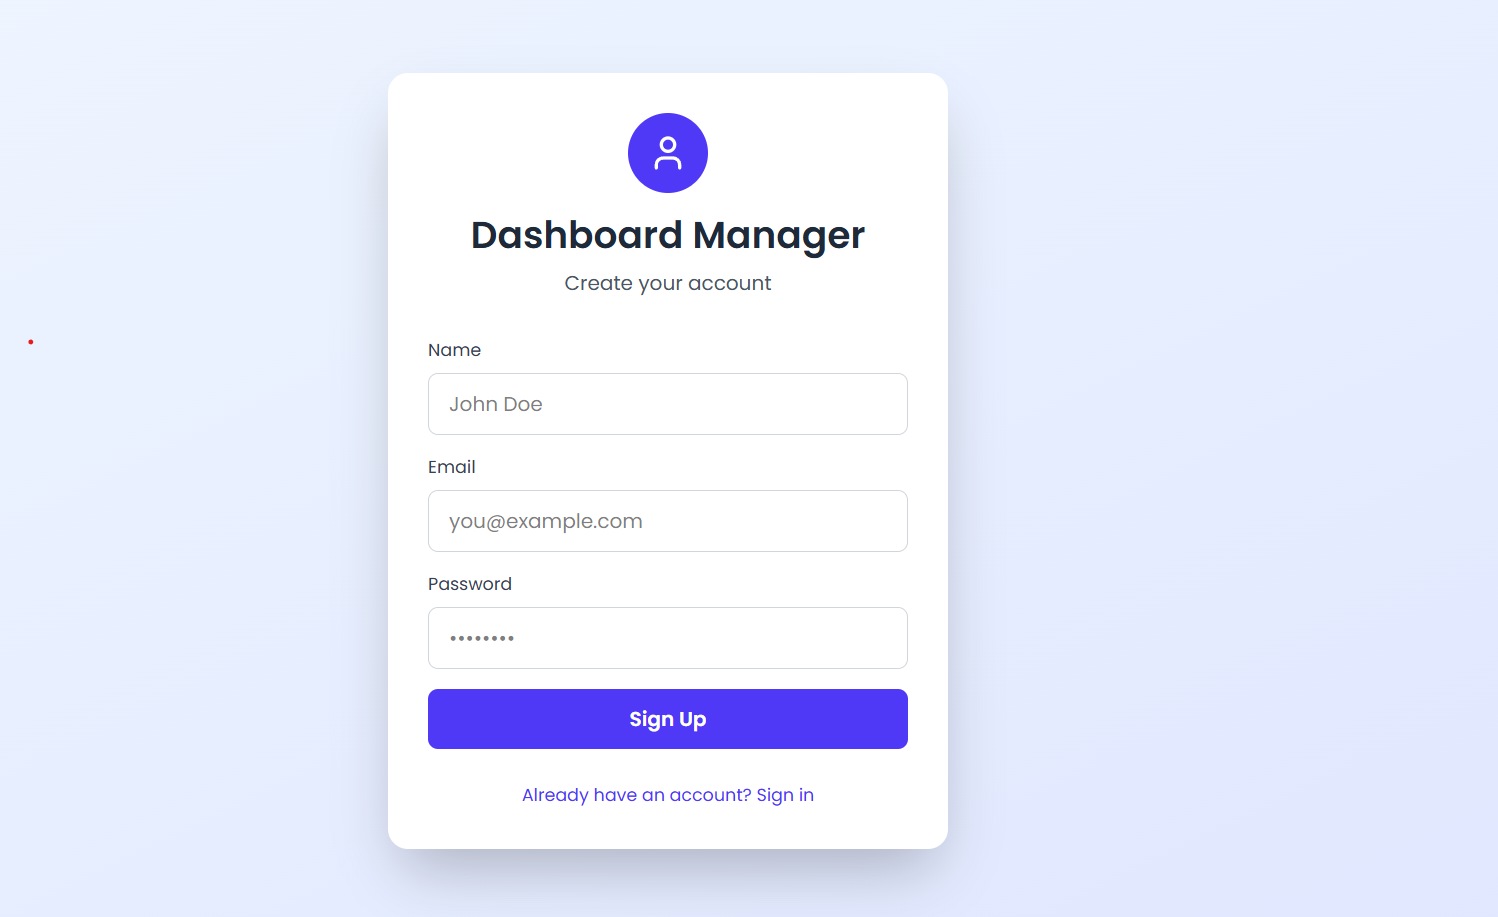 Dashboard Manager
Create your account
Name
John Doe
Email
you@example.com
Password
••••••••
Sign Up
Already have an account? Sign in